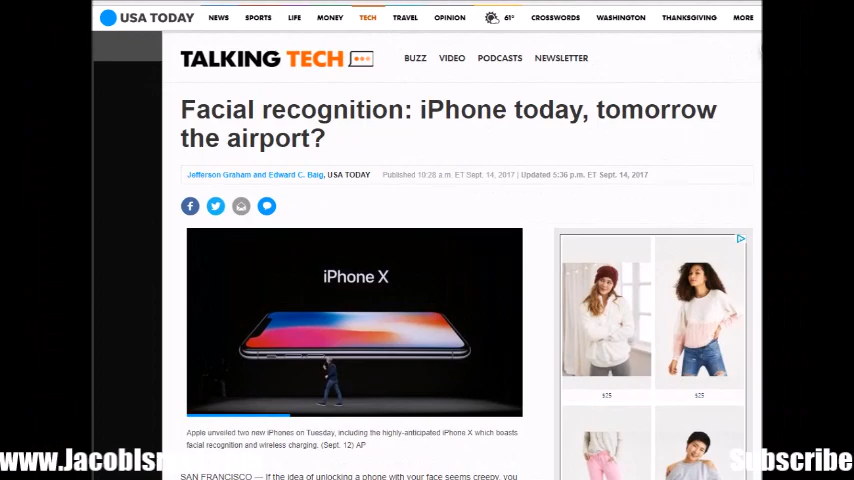 USA TODAY
NEWS SPORTS LIFE MONEY TECH TRAVEL OPINION 61° CROSSWORDS WASHINGTON THANKSGIVING MORE
TALKING TECH
BUZZ VIDEO PODCASTS NEWSLETTER
Facial recognition: iPhone today, tomorrow
the airport?
Jefferson Graham and Edward C. Baig, USA TODAY Published 10:28 a.m. ET Sept. 14, 2017 | Updated 5:36 p.m. ET Sept. 14, 2017
iPhone X
$25 $25
Apple unveiled two new iPhones on Tuesday, including the highly-anticipated iPhone X which boasts
facial recognition and wireless charging. (Sept. 12) AP
www.JacobIsr
Subscribe
SAN FRANCISCO — If the idea of unlocking a phone with your face seems creepy, you